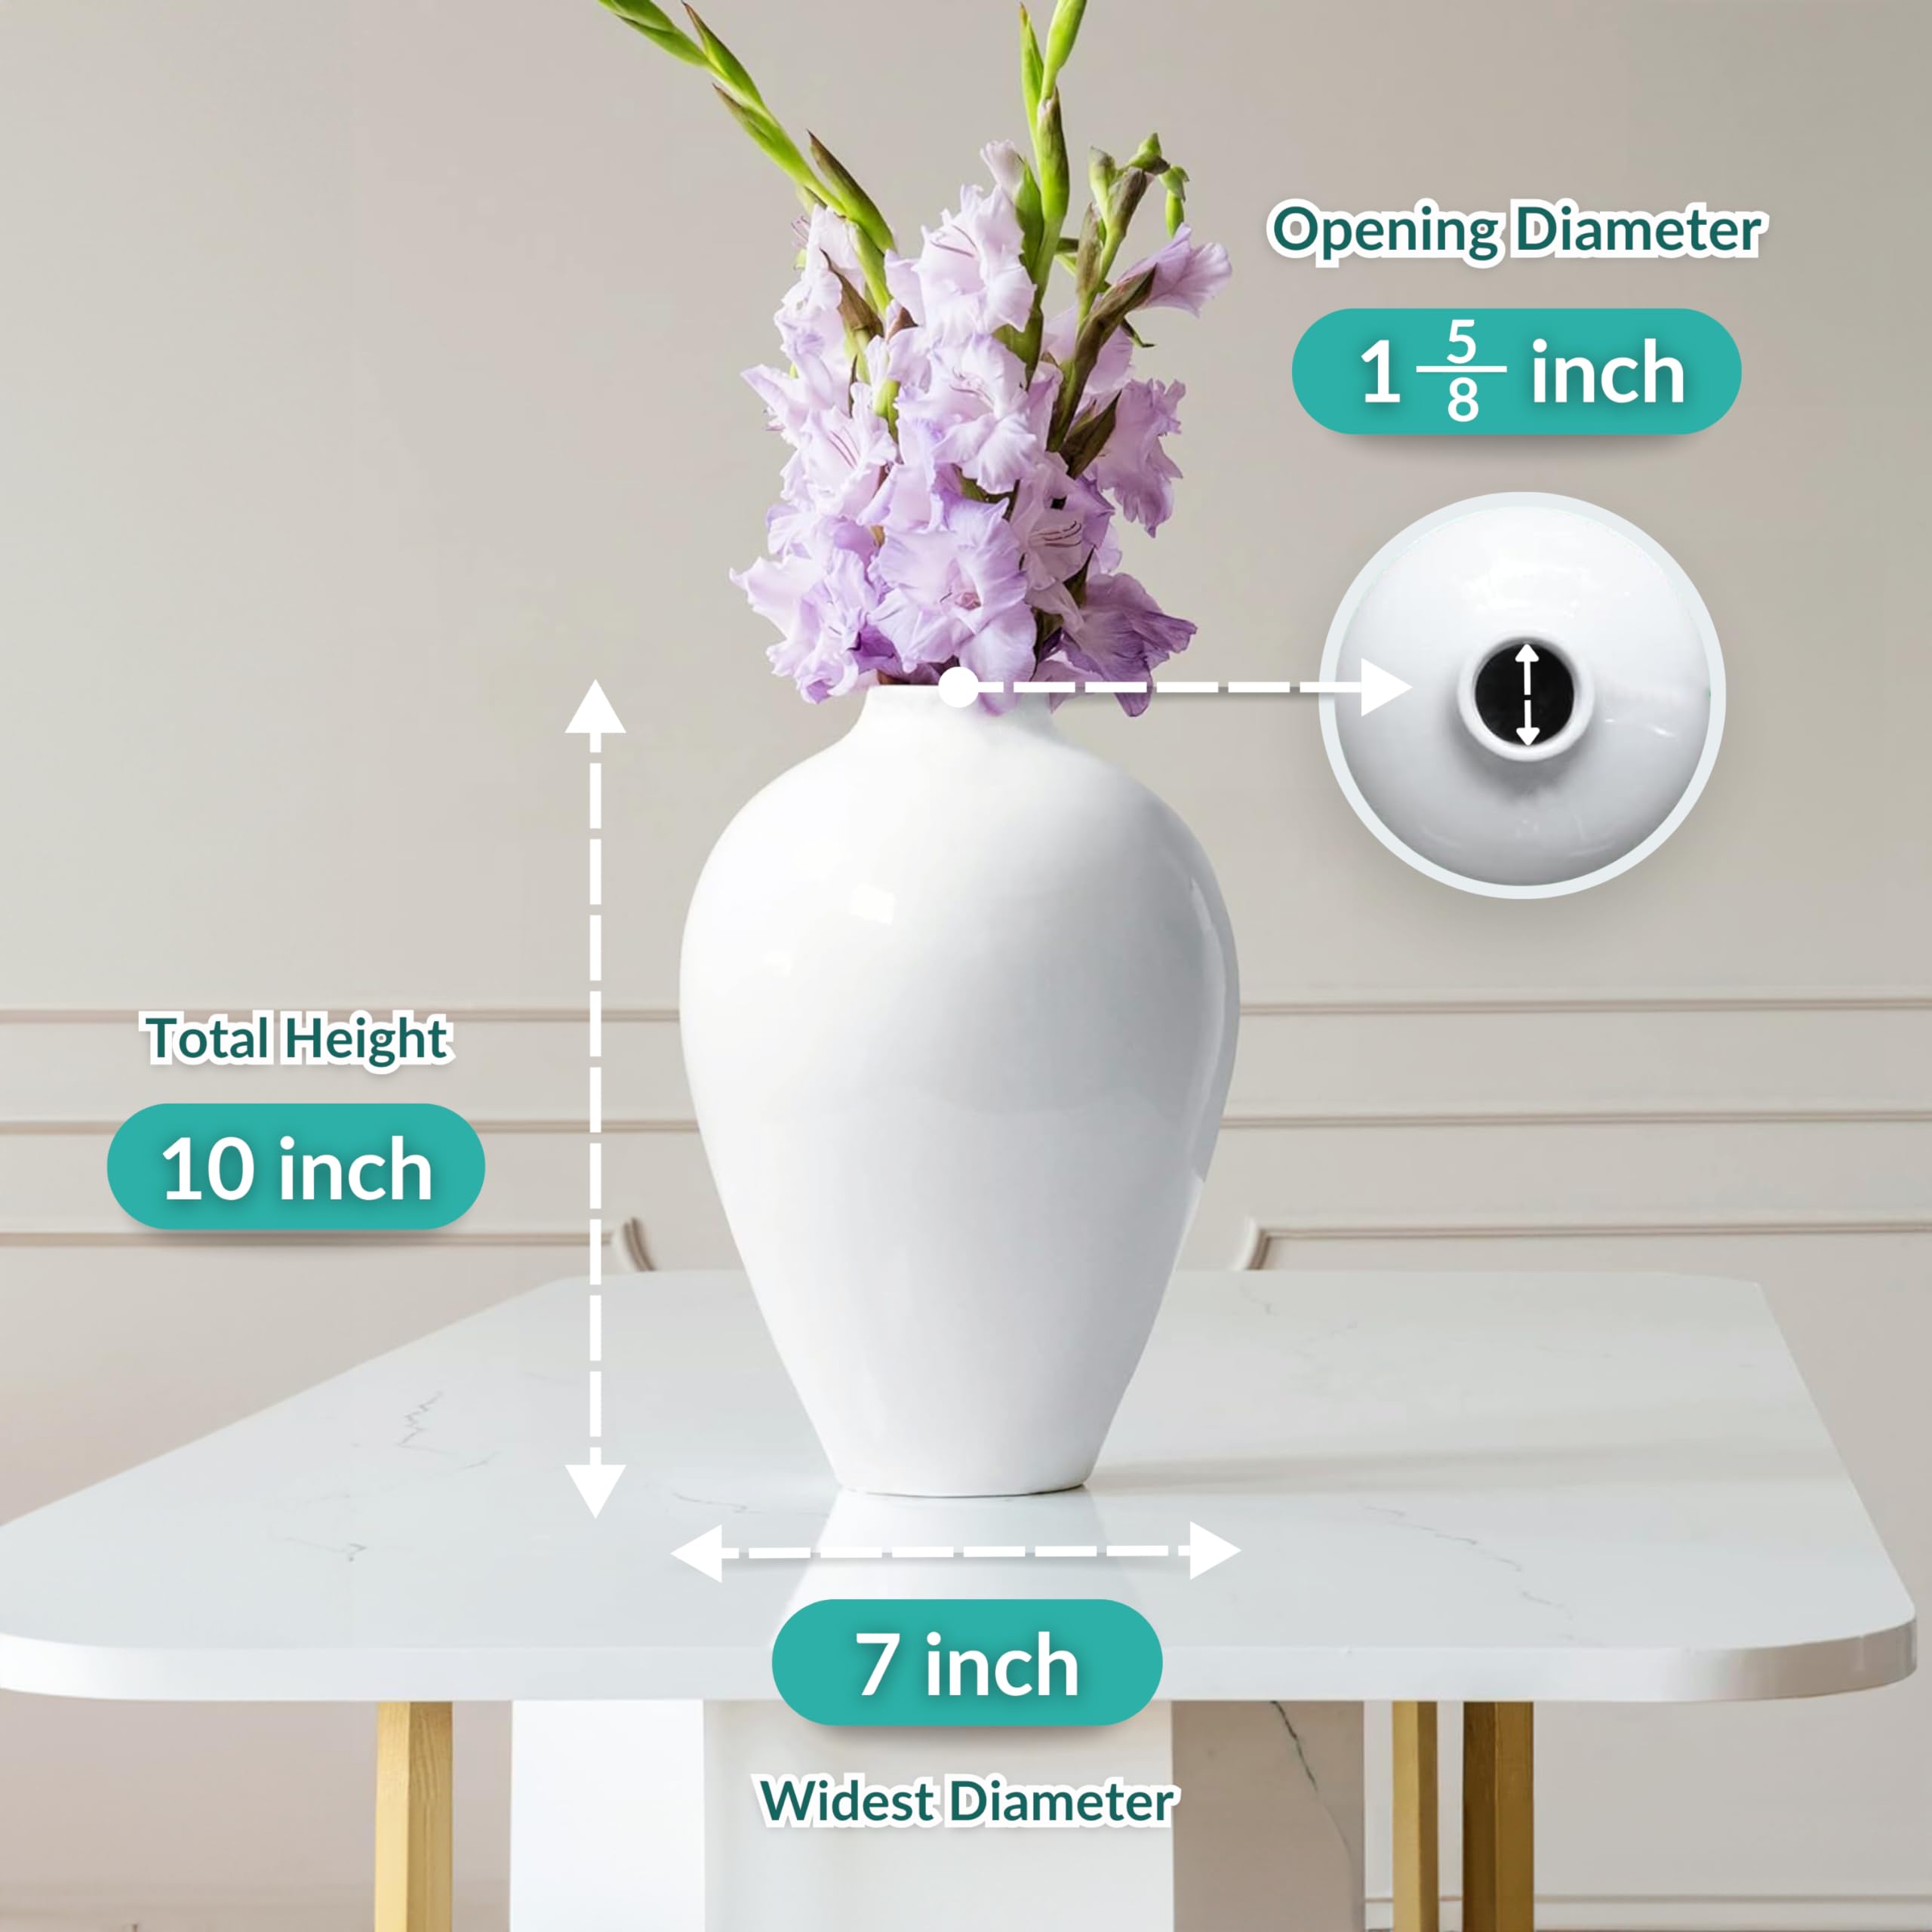 Opening Diameter
1 5/8 inch
Total Height
10 inch
7 inch
Widest Diameter